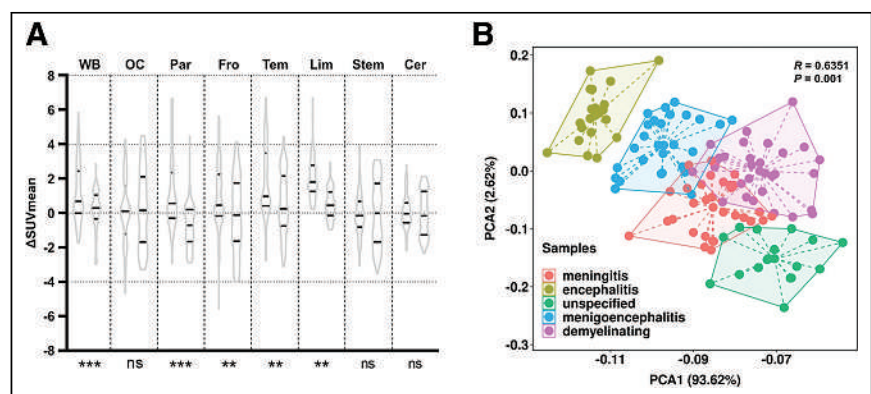 A
WB OC Par Fro Tem Lim Stem Cer
8
6
4
2
0
-2
-4
-6
-8
ΔSUVmean
*** ns *** ** ** ** ns ns
B
R = 0.6351
P = 0.001
0.2
0.1
0.0
-0.1
-0.2
-0.3
PCA2 (2.62%)
Samples
meningitis
encephalitis
unspecified
menigoencephalitis
demyelinating
-0.11 -0.09 -0.07
PCA1 (93.62%)